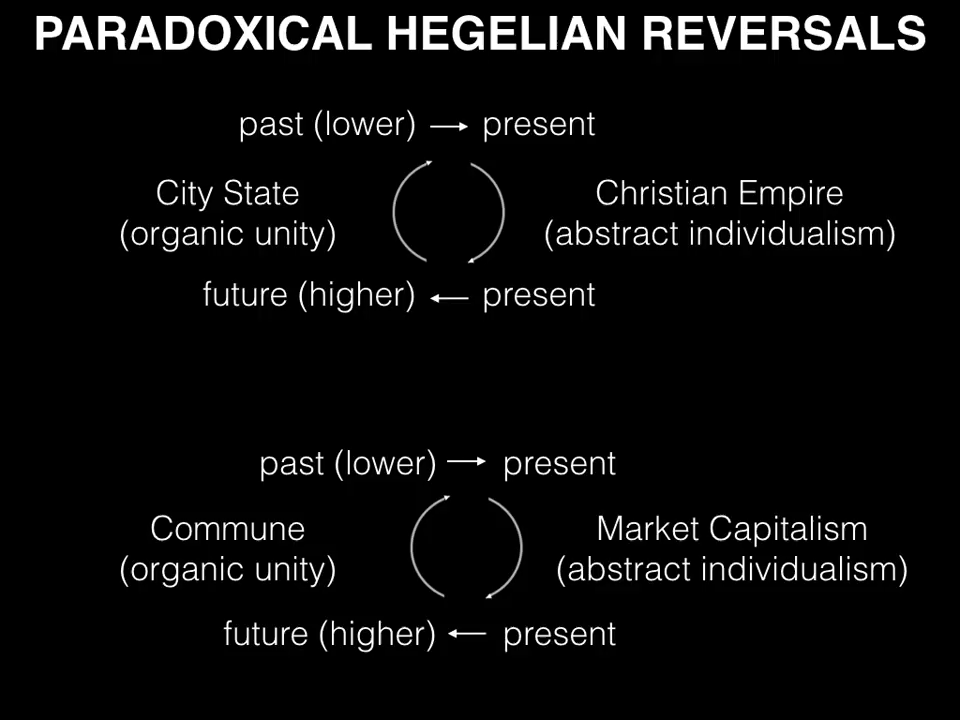 PARADOXICAL HEGELIAN REVERSALS
past (lower) → present
City State
(organic unity)
Christian Empire
(abstract individualism)
future (higher) ← present
past (lower) → present
Commune
(organic unity)
Market Capitalism
(abstract individualism)
future (higher) ← present